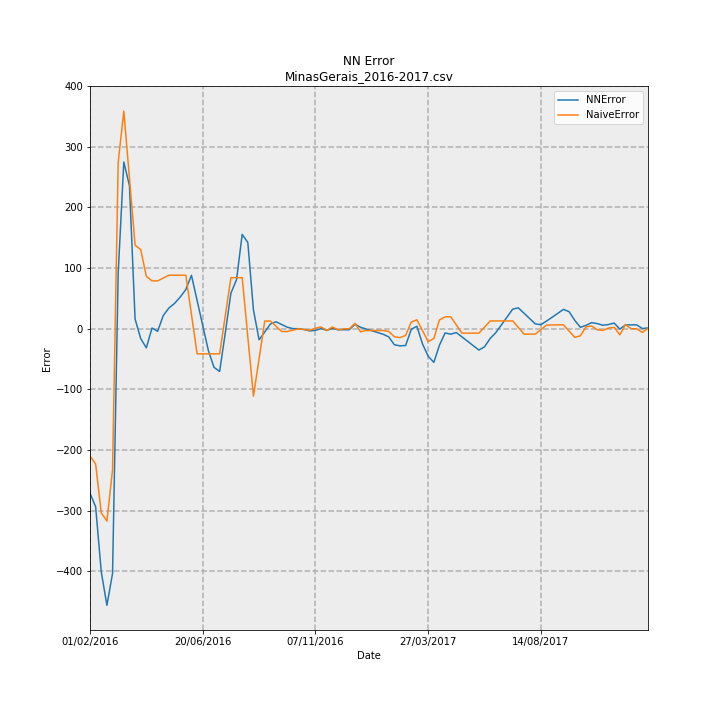 NN Error
MinasGerais_2016-2017.csv
NNError
NaiveError
400
300
200
100
0
−100
−200
−300
−400
Error
01/02/2016 20/06/2016 07/11/2016 27/03/2017 14/08/2017
Date